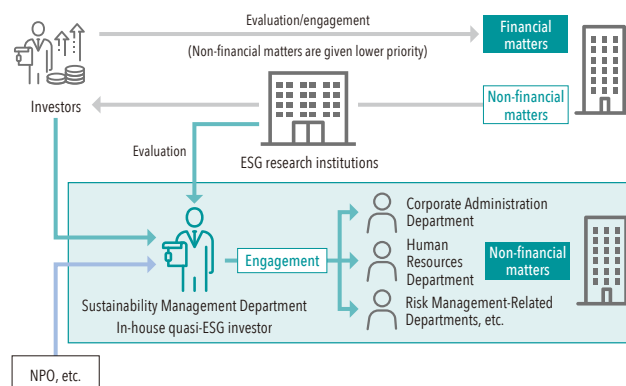 Evaluation/engagement
Financial
matters
(Non-financial matters are given lower priority)
Non-financial
matters
Investors
Evaluation
ESG research institutions
Corporate Administration
Department
Engagement
Human
Resources
Department
Non-financial
matters
Risk Management-Related
Departments, etc.
Sustainability Management Department
In-house quasi-ESG investor
NPO, etc.